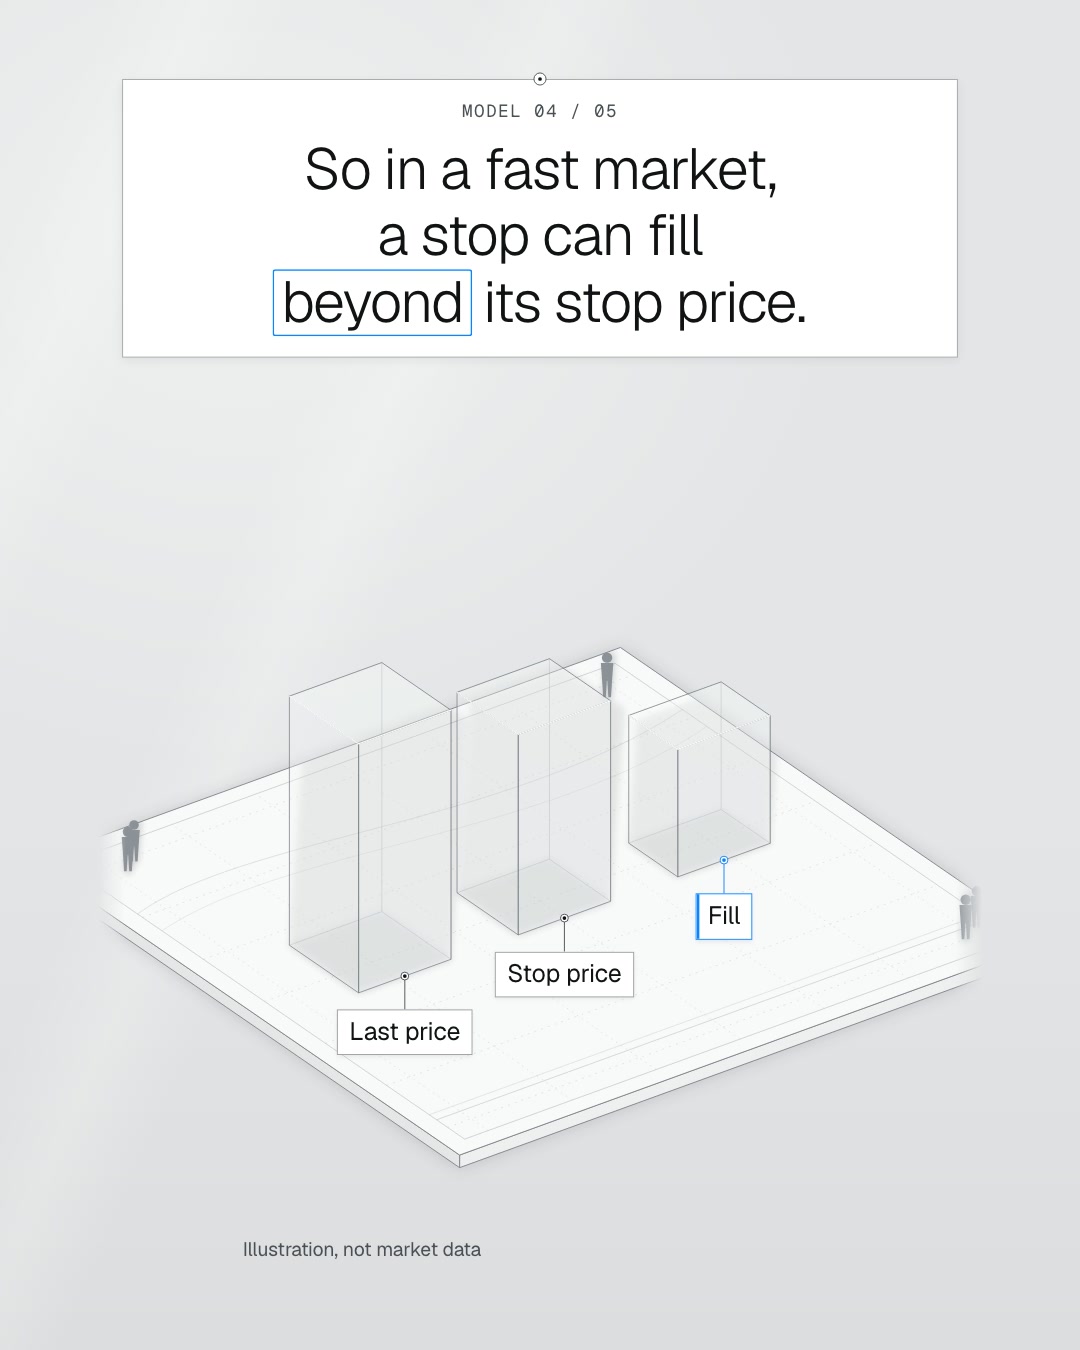 MODEL 04 / 05
So in a fast market,
a stop can fill
beyond its stop price.
Fill
Stop price
Last price
Illustration, not market data